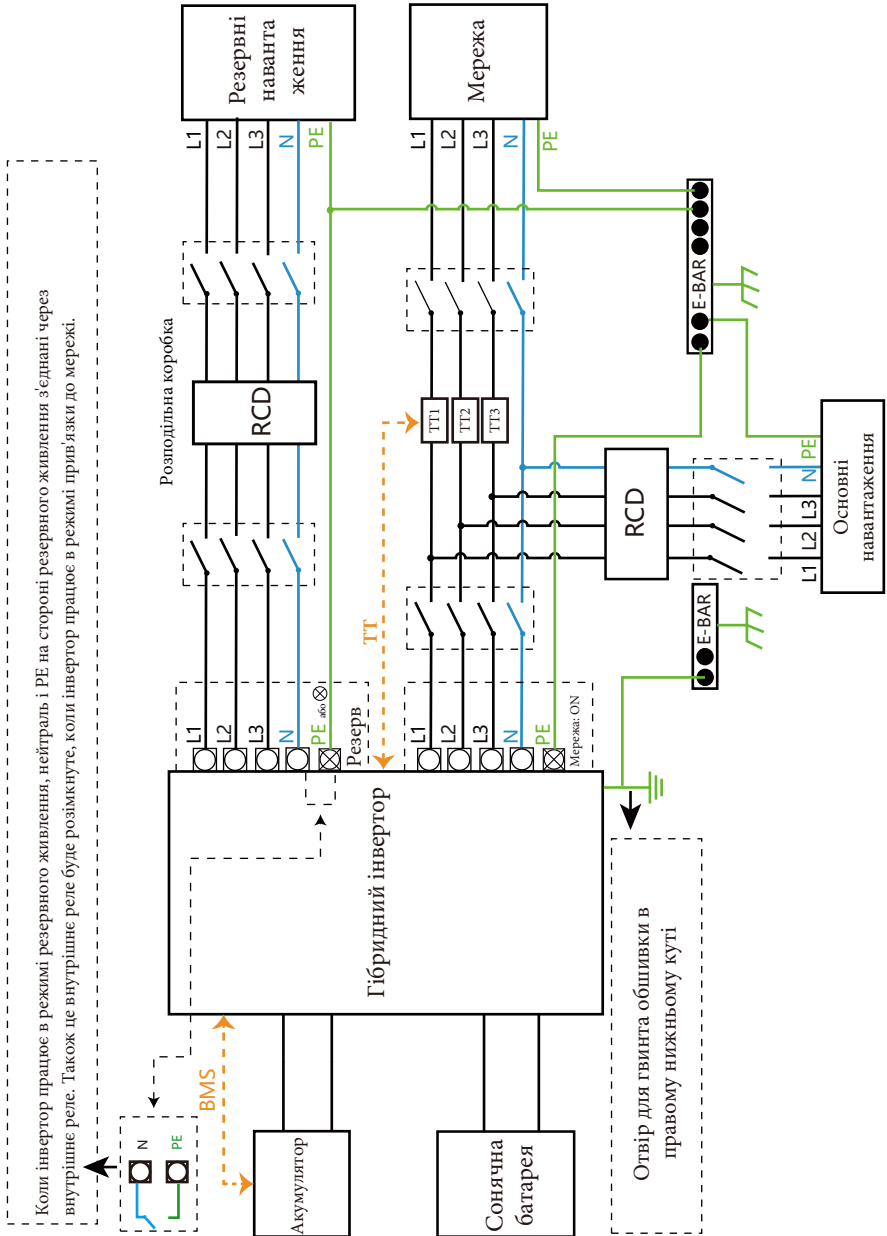 Коли інвертор працює в режимі резервного живлення, нейтраль і PE на стороні резервного живлення з'єднані через
внутрішнє реле. Також це внутрішнє реле буде розімкнуте, коли інвертор працює в режимі прив'язки до мережі.
N
PE
BMS
Акумулятор
Сонячна
батарея
Гібридний інвертор
L1
L2
L3
N
PE
або
Резерв
Розподільна коробка
RCD
L1
L2
L3
N
PE
Резервні
наванта
ження
ТТ
L1
L2
L3
N
PE
Мережа: ON
ТТ1
ТТ2
ТТ3
L1
L2
L3
N
PE
Мережа
RCD
E-BAR
E-BAR
L1
L2
L3
N
PE
Основні
навантаження
Отвір для гвинта обшивки в
правому нижньому куті